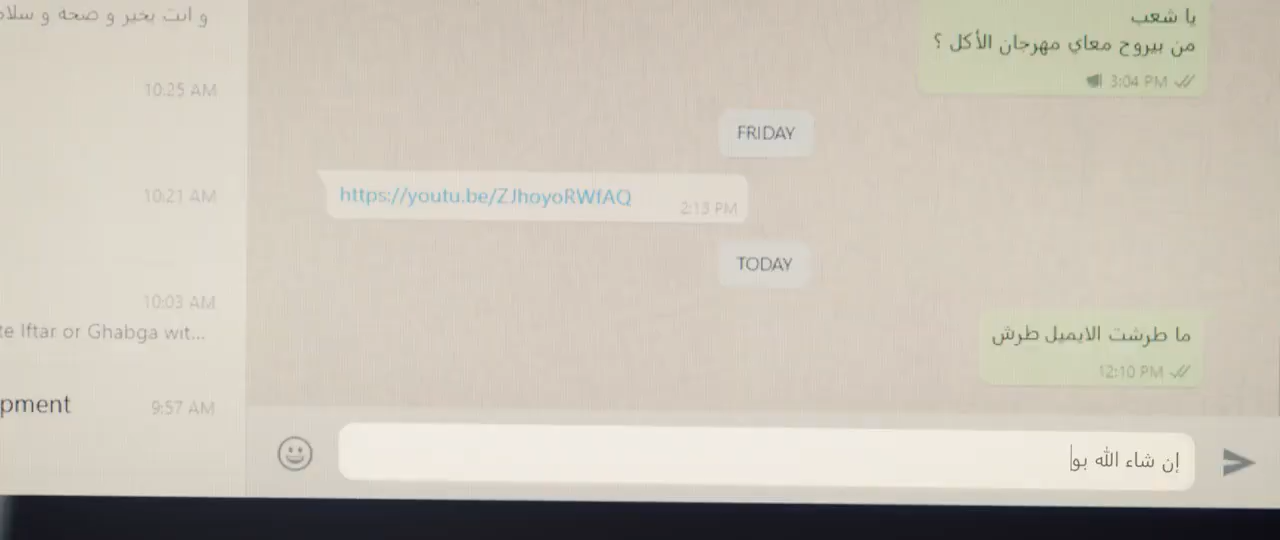 و انت بخير و صحه و سلا
10:25 AM
10:21 AM
10:03 AM
te Iftar or Ghabga wit...
pment
9:57 AM
يا شعب
من بيروح معاي مهرجان الأكل ؟
3:04 PM
FRIDAY
https://youtu.be/ZJhoyoRWfAQ
2:13 PM
TODAY
ما طرشت الايميل طرش
12:10 PM
إن شاء الله بو